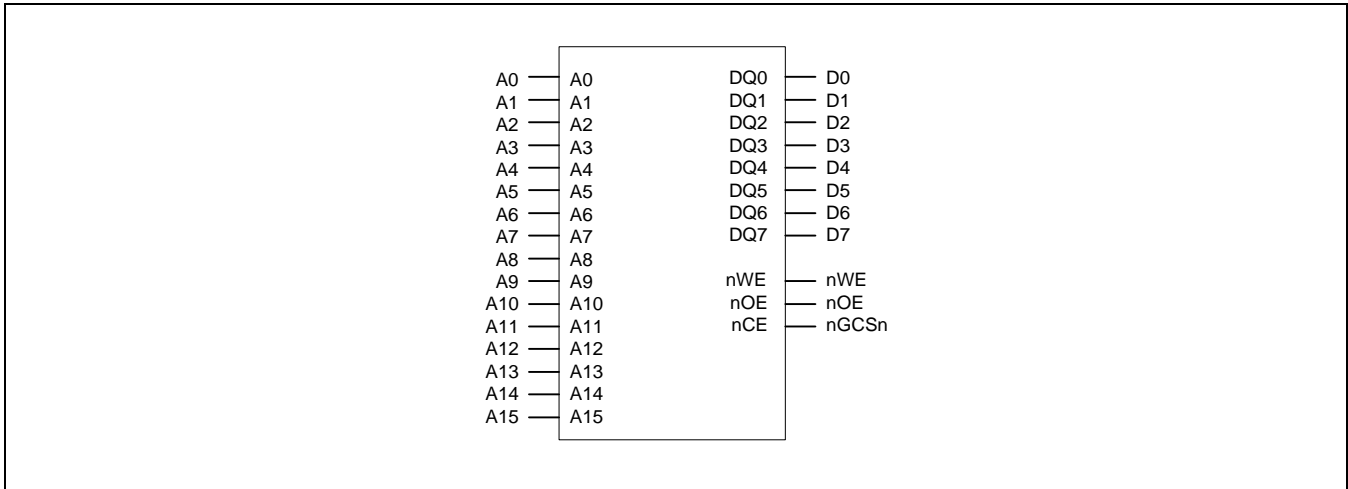 A0 A0 DQ0 D0
A1 A1 DQ1 D1
A2 A2 DQ2 D2
A3 A3 DQ3 D3
A4 A4 DQ4 D4
A5 A5 DQ5 D5
A6 A6 DQ6 D6
A7 A7 DQ7 D7
A8 A8
A9 A9 nWE nWE
A10 A10 nOE nOE
A11 A11 nCE nGCSn
A12 A12
A13 A13
A14 A14
A15 A15